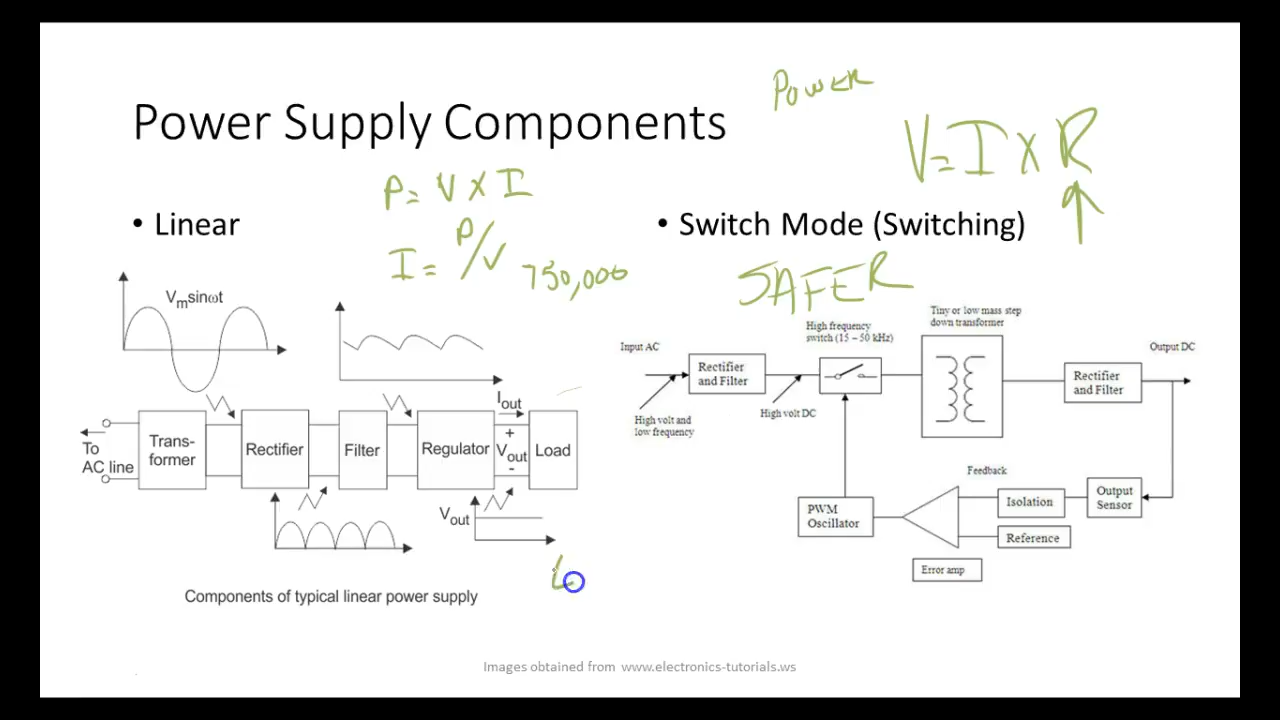 Power
Power Supply Components
V=I x R
P= V x I
• Linear
• Switch Mode (Switching)
I= P/V
750,000
SAFER
Vmsinωt
To
AC line
Trans-
former
Rectifier
Filter
Regulator
Iout
+
Vout
-
Load
Vout
Components of typical linear power supply
Input AC
High volt and
low frequency
Rectifier
and Filter
High volt DC
High frequency
switch (15 – 50 kHz)
Tiny or low mass step
down transformer
Rectifier
and Filter
Output DC
Feedback
PWM
Oscillator
Isolation
Output
Sensor
Reference
Error amp
L
Images obtained from www.electronics-tutorials.ws